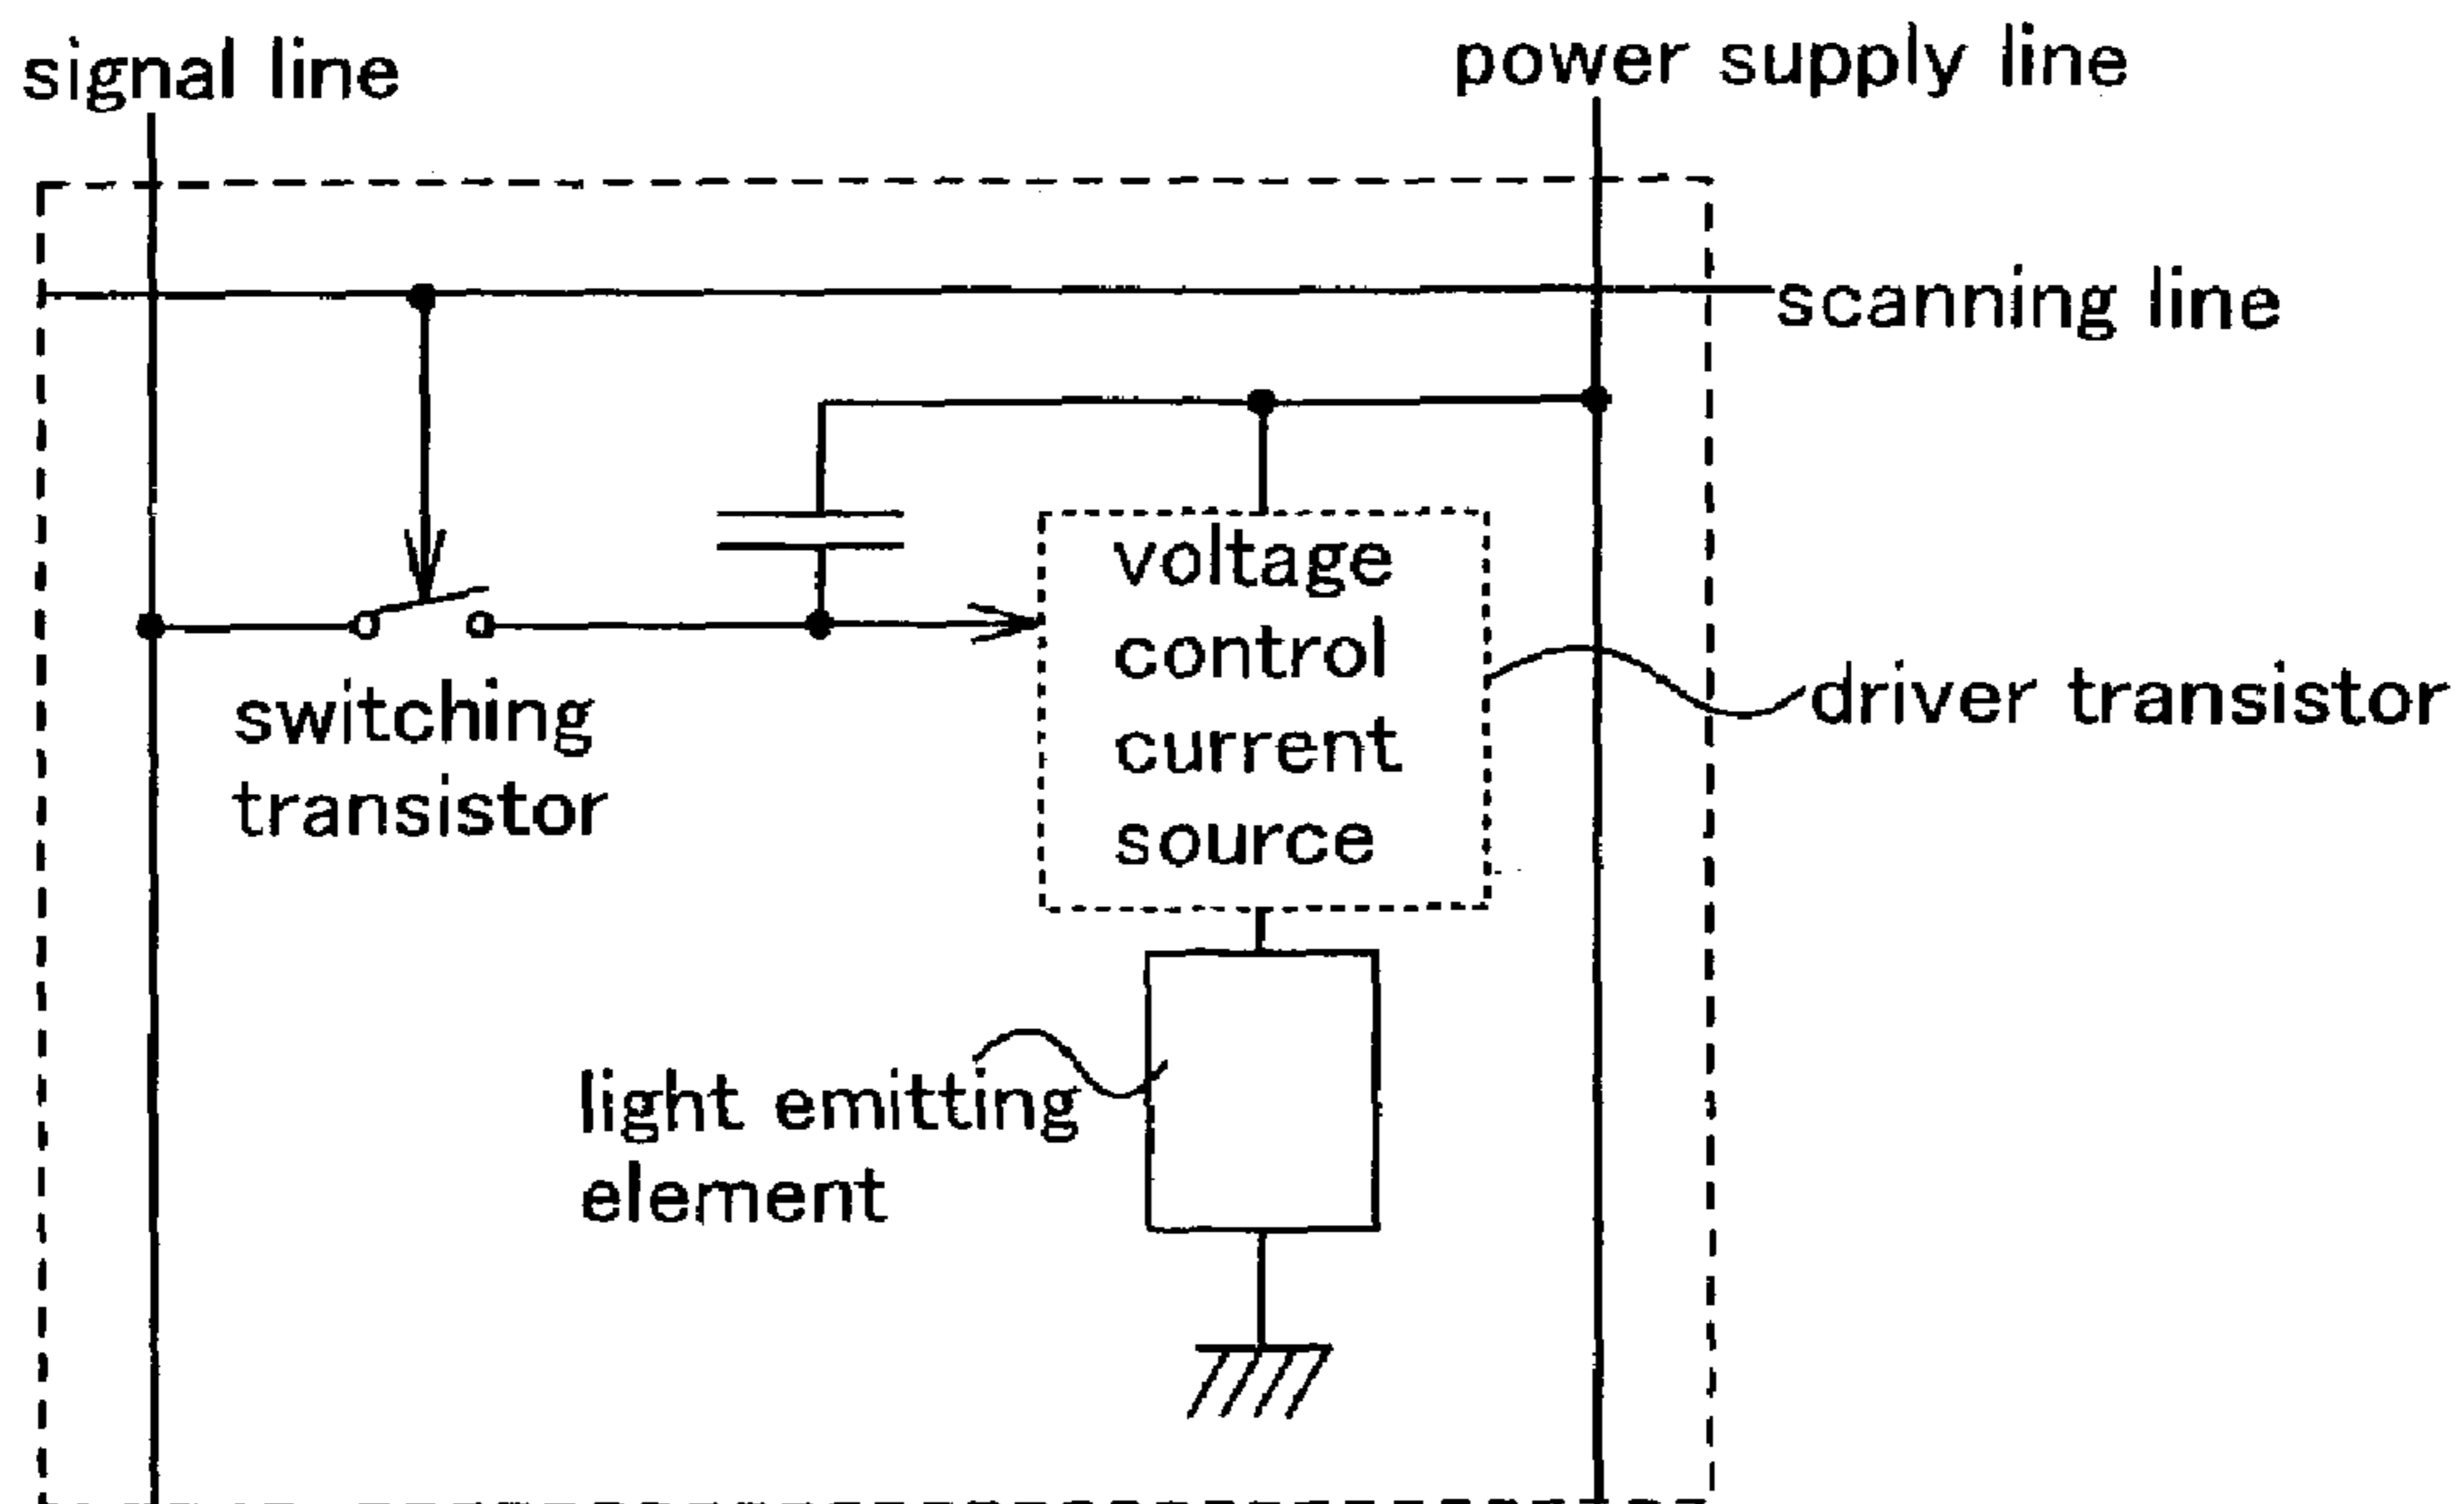 signal line
power supply line
scanning line
voltage
control
current
source
switching
transistor
driver transistor
light emitting
element